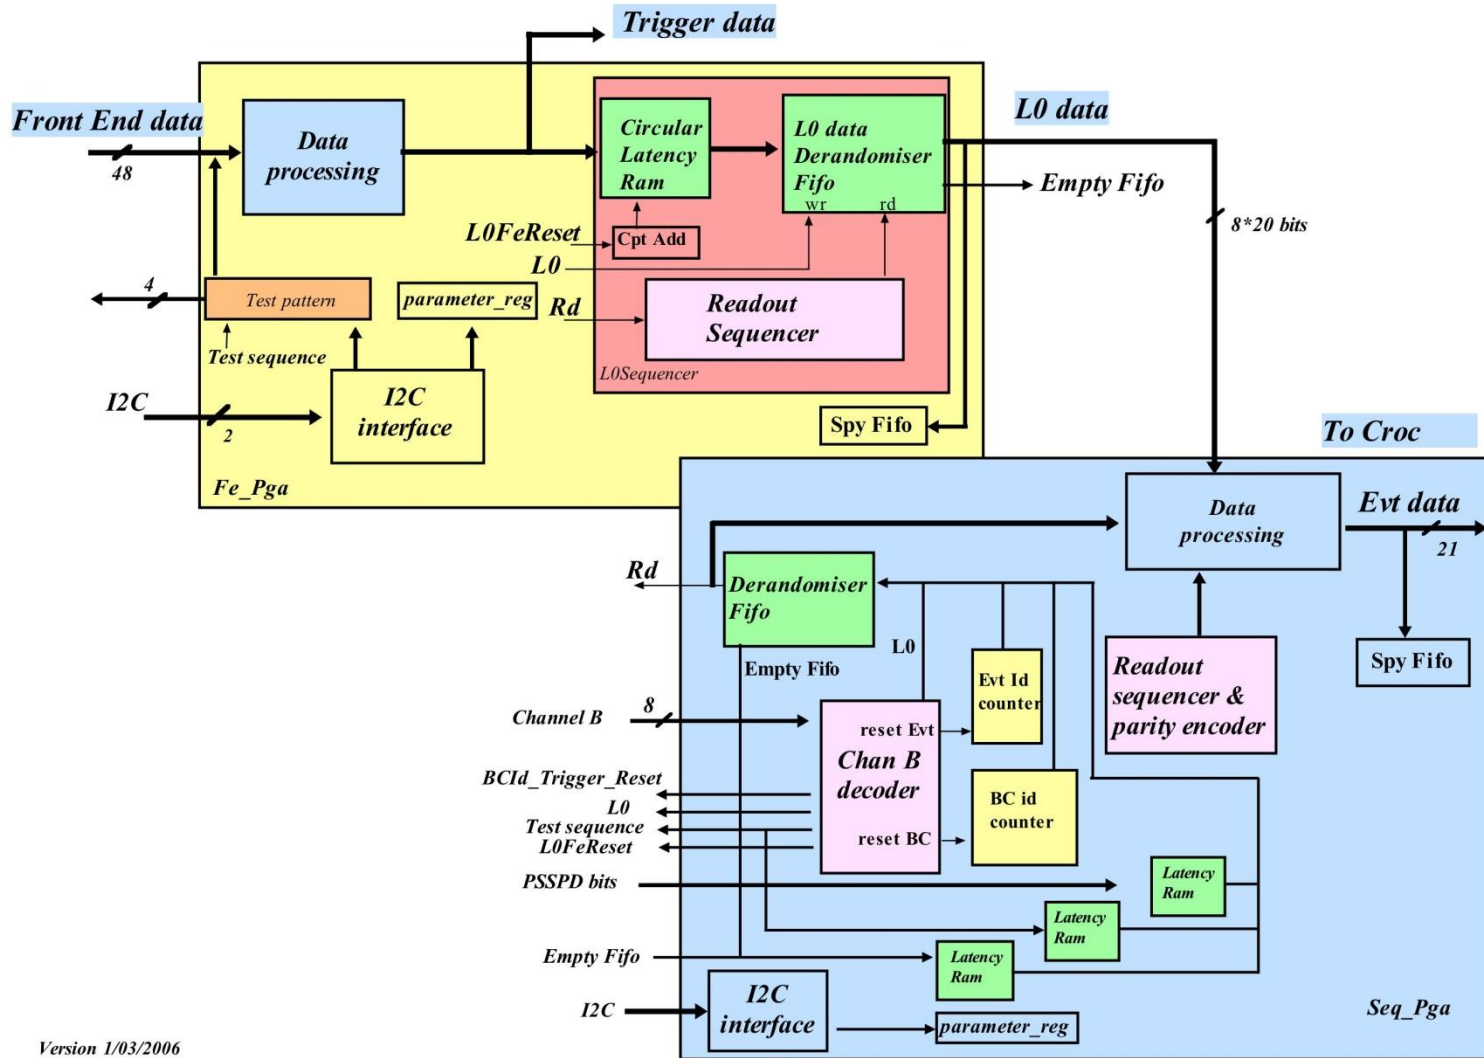 Trigger data
Front End data
48
Data
processing
Circular
Latency
Ram
L0 data
Derandomiser
Fifo
wr
rd
L0 data
Empty Fifo
8*20 bits
L0FeReset
Cpt Add
L0
Rd
Readout
Sequencer
L0Sequencer
4
Test pattern
parameter_reg
Test sequence
I2C
2
I2C
interface
Spy Fifo
Fe_Pga
To Croc
Data
processing
Evt data
21
Rd
Derandomiser
Fifo
Empty Fifo
L0
Evt Id
counter
Readout
sequencer &
parity encoder
Spy Fifo
Channel B
8
reset Evt
Chan B
decoder
reset BC
BC id
counter
BCId_Trigger_Reset
L0
Test sequence
L0FeReset
PSSPD bits
Latency
Ram
Latency
Ram
Empty Fifo
Latency
Ram
I2C
I2C
interface
parameter_reg
Seq_Pga
Version 1/03/2006